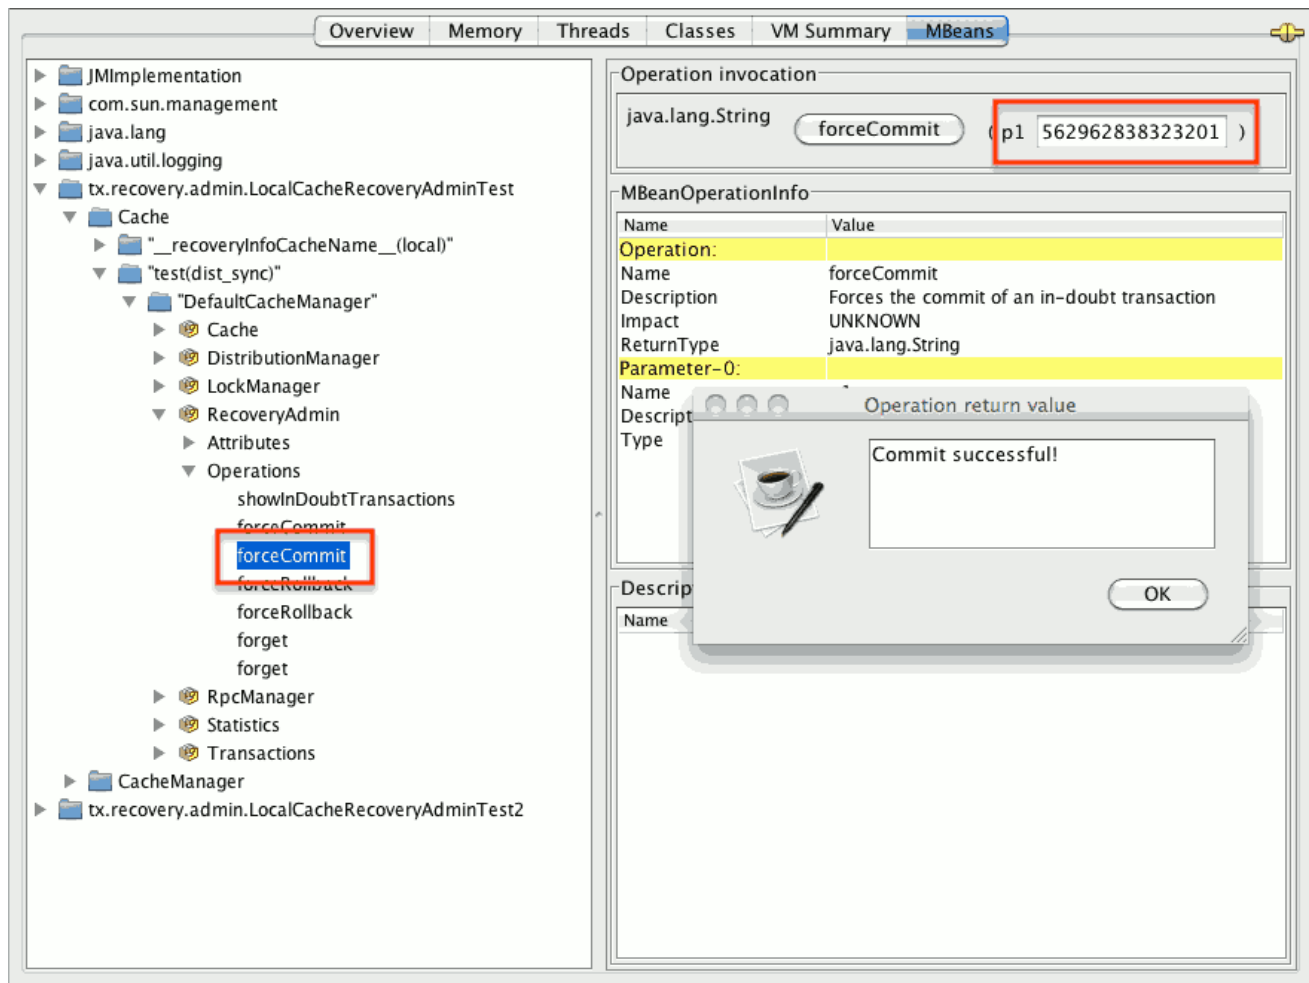 Overview Memory Threads Classes VM Summary MBeans
JMImplementation
com.sun.management
java.lang
java.util.logging
tx.recovery.admin.LocalCacheRecoveryAdminTest
Cache
"__recoveryInfoCacheName__(local)"
"test(dist_sync)"
"DefaultCacheManager"
Cache
DistributionManager
LockManager
RecoveryAdmin
Attributes
Operations
showInDoubtTransactions
forceCommit
forceCommit
forceRollback
forceRollback
forget
forget
RpcManager
Statistics
Transactions
CacheManager
tx.recovery.admin.LocalCacheRecoveryAdminTest2
Operation invocation
java.lang.String forceCommit ( p1 562962838323201 )
MBeanOperationInfo
Name Value
Operation:
Name forceCommit
Description Forces the commit of an in-doubt transaction
Impact UNKNOWN
ReturnType java.lang.String
Parameter-0:
Name
Descript
Type
Operation return value
Commit successful!
OK
Descrip
Name